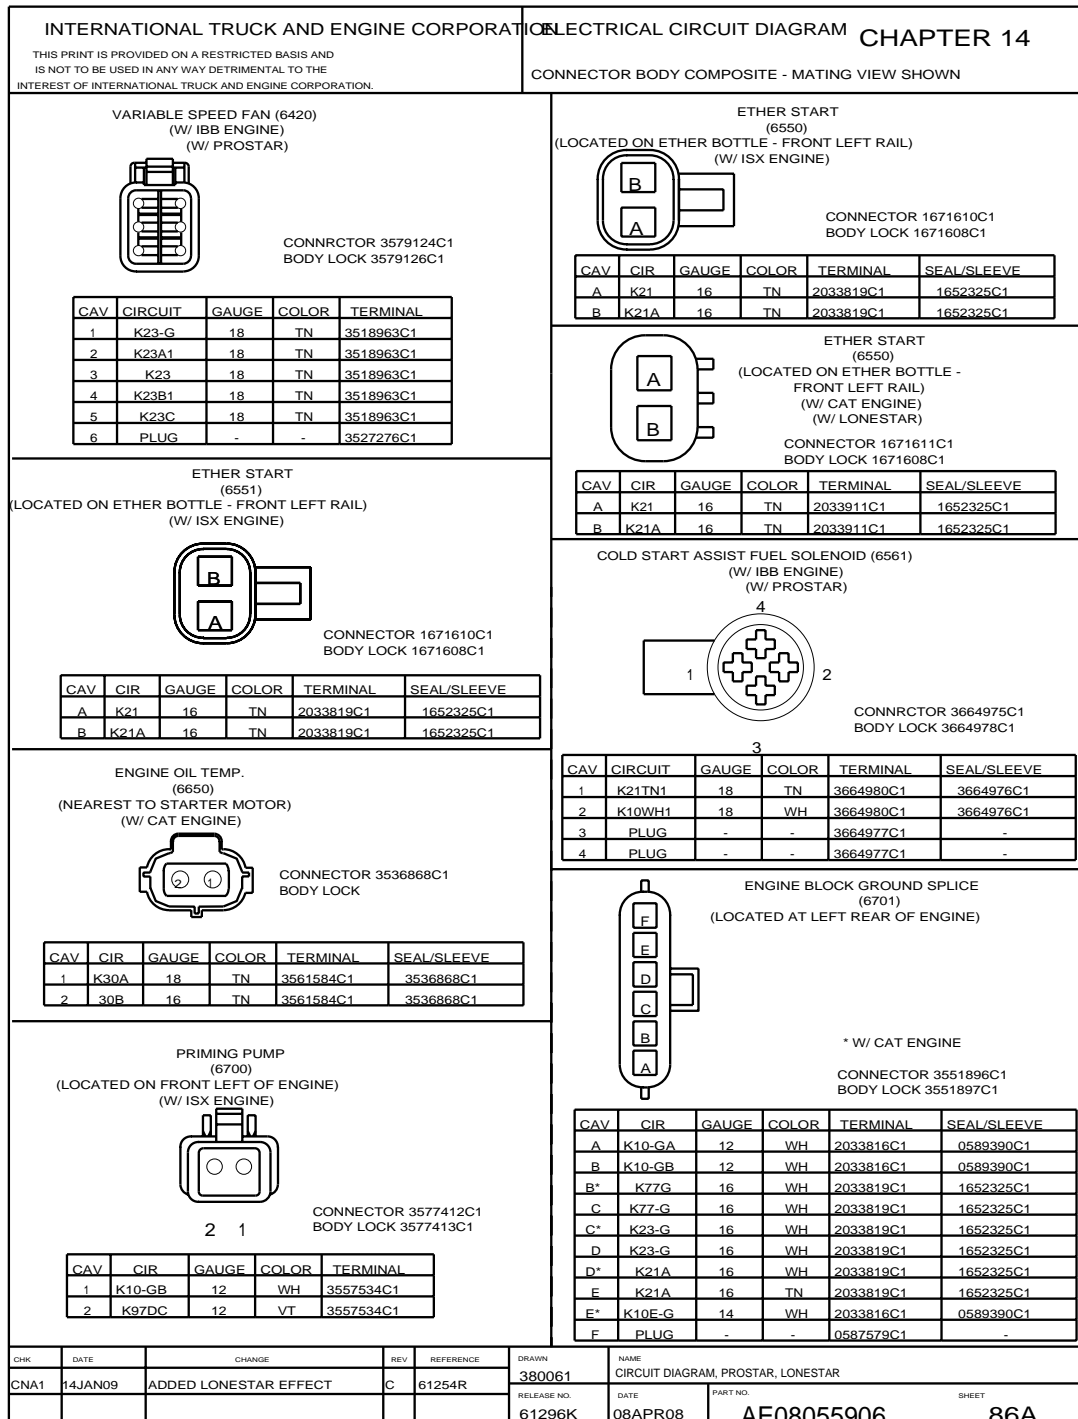 INTERNATIONAL TRUCK AND ENGINE CORPORATION
THIS PRINT IS PROVIDED ON A RESTRICTED BASIS AND
IS NOT TO BE USED IN ANY WAY DETRIMENTAL TO THE
INTEREST OF INTERNATIONAL TRUCK AND ENGINE CORPORATION.
ELECTRICAL CIRCUIT DIAGRAM CHAPTER 14
CONNECTOR BODY COMPOSITE - MATING VIEW SHOWN
VARIABLE SPEED FAN (6420)
(W/ IBB ENGINE)
(W/ PROSTAR)
CONNRCTOR 3579124C1
BODY LOCK 3579126C1
CAV CIRCUIT GAUGE COLOR TERMINAL
1 K23-G 18 TN 3518963C1
2 K23A1 18 TN 3518963C1
3 K23 18 TN 3518963C1
4 K23B1 18 TN 3518963C1
5 K23C 18 TN 3518963C1
6 PLUG - - 3527276C1
ETHER START
(6551)
(LOCATED ON ETHER BOTTLE - FRONT LEFT RAIL)
(W/ ISX ENGINE)
B
A
CONNECTOR 1671610C1
BODY LOCK 1671608C1
CAV CIR GAUGE COLOR TERMINAL SEAL/SLEEVE
A K21 16 TN 2033819C1 1652325C1
B K21A 16 TN 2033819C1 1652325C1
ENGINE OIL TEMP.
(6650)
(NEAREST TO STARTER MOTOR)
(W/ CAT ENGINE)
2 1
CONNECTOR 3536868C1
BODY LOCK
CAV CIR GAUGE COLOR TERMINAL SEAL/SLEEVE
1 K30A 18 TN 3561584C1 3536868C1
2 30B 16 TN 3561584C1 3536868C1
PRIMING PUMP
(6700)
(LOCATED ON FRONT LEFT OF ENGINE)
(W/ ISX ENGINE)
2 1
CONNECTOR 3577412C1
BODY LOCK 3577413C1
CAV CIR GAUGE COLOR TERMINAL
1 K10-GB 12 WH 3557534C1
2 K97DC 12 VT 3557534C1
ETHER START
(6550)
(LOCATED ON ETHER BOTTLE - FRONT LEFT RAIL)
(W/ ISX ENGINE)
B
A
CONNECTOR 1671610C1
BODY LOCK 1671608C1
CAV CIR GAUGE COLOR TERMINAL SEAL/SLEEVE
A K21 16 TN 2033819C1 1652325C1
B K21A 16 TN 2033819C1 1652325C1
ETHER START
(6550)
(LOCATED ON ETHER BOTTLE -
FRONT LEFT RAIL)
(W/ CAT ENGINE)
(W/ LONESTAR)
A
B
CONNECTOR 1671611C1
BODY LOCK 1671608C1
CAV CIR GAUGE COLOR TERMINAL SEAL/SLEEVE
A K21 16 TN 2033911C1 1652325C1
B K21A 16 TN 2033911C1 1652325C1
COLD START ASSIST FUEL SOLENOID (6561)
(W/ IBB ENGINE)
(W/ PROSTAR)
4
1 2
3
CONNRCTOR 3664975C1
BODY LOCK 3664978C1
CAV CIRCUIT GAUGE COLOR TERMINAL SEAL/SLEEVE
1 K21TN1 18 TN 3664980C1 3664976C1
2 K10WH1 18 WH 3664980C1 3664976C1
3 PLUG - - 3664977C1 -
4 PLUG - - 3664977C1 -
ENGINE BLOCK GROUND SPLICE
(6701)
(LOCATED AT LEFT REAR OF ENGINE)
F
E
D
C
B
A
* W/ CAT ENGINE
CONNECTOR 3551896C1
BODY LOCK 3551897C1
CAV CIR GAUGE COLOR TERMINAL SEAL/SLEEVE
A K10-GA 12 WH 2033816C1 0589390C1
B K10-GB 12 WH 2033816C1 0589390C1
B* K77G 16 WH 2033819C1 1652325C1
C K77-G 16 WH 2033819C1 1652325C1
C* K23-G 16 WH 2033819C1 1652325C1
D K23-G 16 WH 2033819C1 1652325C1
D* K21A 16 WH 2033819C1 1652325C1
E K21A 16 TN 2033819C1 1652325C1
E* K10E-G 14 WH 2033816C1 0589390C1
F PLUG - - 0587579C1 -
CHK DATE CHANGE REV REFERENCE
CNA1 14JAN09 ADDED LONESTAR EFFECT C 61254R
DRAWN
380061
NAME
CIRCUIT DIAGRAM, PROSTAR, LONESTAR
RELEASE NO.
61296K
DATE
08APR08
PART NO.
AE08055906
SHEET
86A